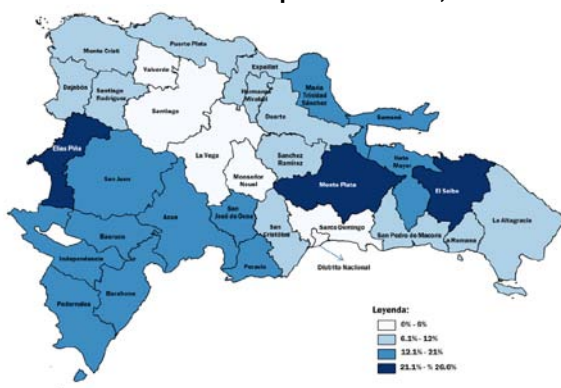 Puerto Plata
Monte Cristi
Espaillat
Valverde
María
Trinidad
Sánchez
Dajabón
Santiago
Rodríguez
Hermanas
Mirabal
Santiago
Duarte
Samaná
Elías Piña
La Vega
Sánchez
Ramírez
San Juan
Monseñor
Nouel
Monte Plata
Hato
Mayor
El Seibo
Azua
San
José de Ocoa
La Altagracia
San
Cristóbal
Santo Domingo
San Pedro de Macorís
La Romana
Baoruco
Independencia
Peravia
Distrito Nacional
Barahona
Pedernales
Leyenda:
0% - 6%
6.1% - 12%
12.1% - 21%
21.1% - % 26.6%